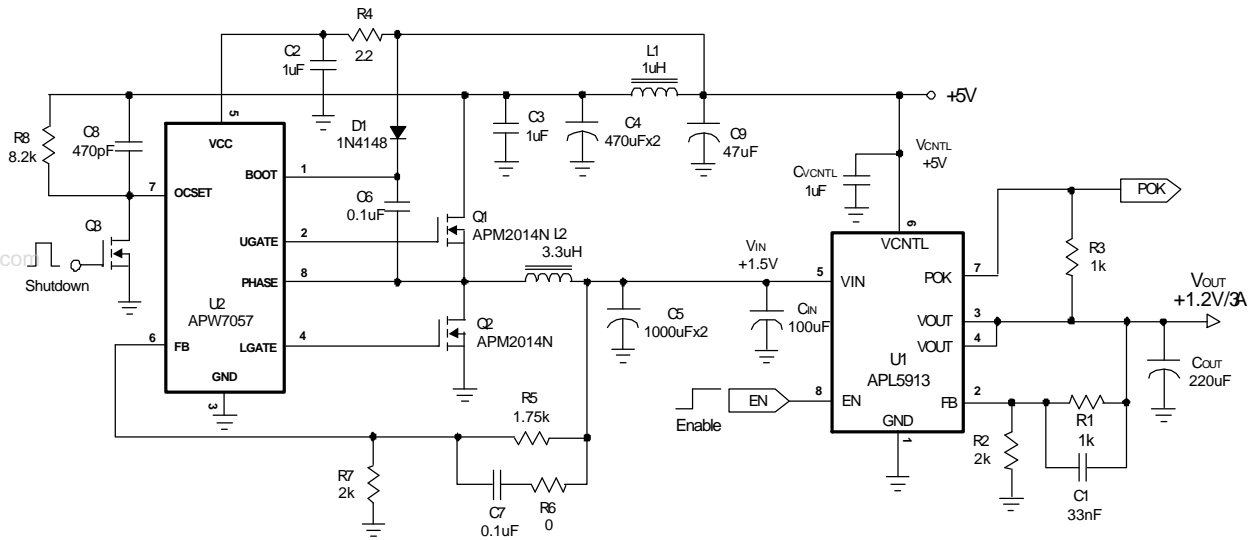 R4
2.2
C2
1uF
L1
1uH
+5V
R8
8.2k
C8
470pF
5
VCC
D1
1N4148
C3
1uF
C4
470uFx2
C9
47uF
VCNTL
+5V
CVCNTL
1uF
BOOT
1
7
OCSET
C6
0.1uF
6
VCNTL
POK
Q3
Q1
APM2014N
UGATE
2
L2
3.3uH
VIN
+1.5V
R3
1k
com
Shutdown
PHASE
8
5
VIN
POK
7
VOUT
+1.2V/3A
U2
APW7057
C5
1000uFx2
CIN
100uF
VOUT
3
VOUT
4
6
FB
LGATE
4
Q2
APM2014N
U1
APL5913
COUT
220uF
GND
3
R5
1.75k
Enable
EN
8
EN
FB
2
GND
1
R1
1k
R2
2k
R7
2k
C7
0.1uF
R6
0
C1
33nF